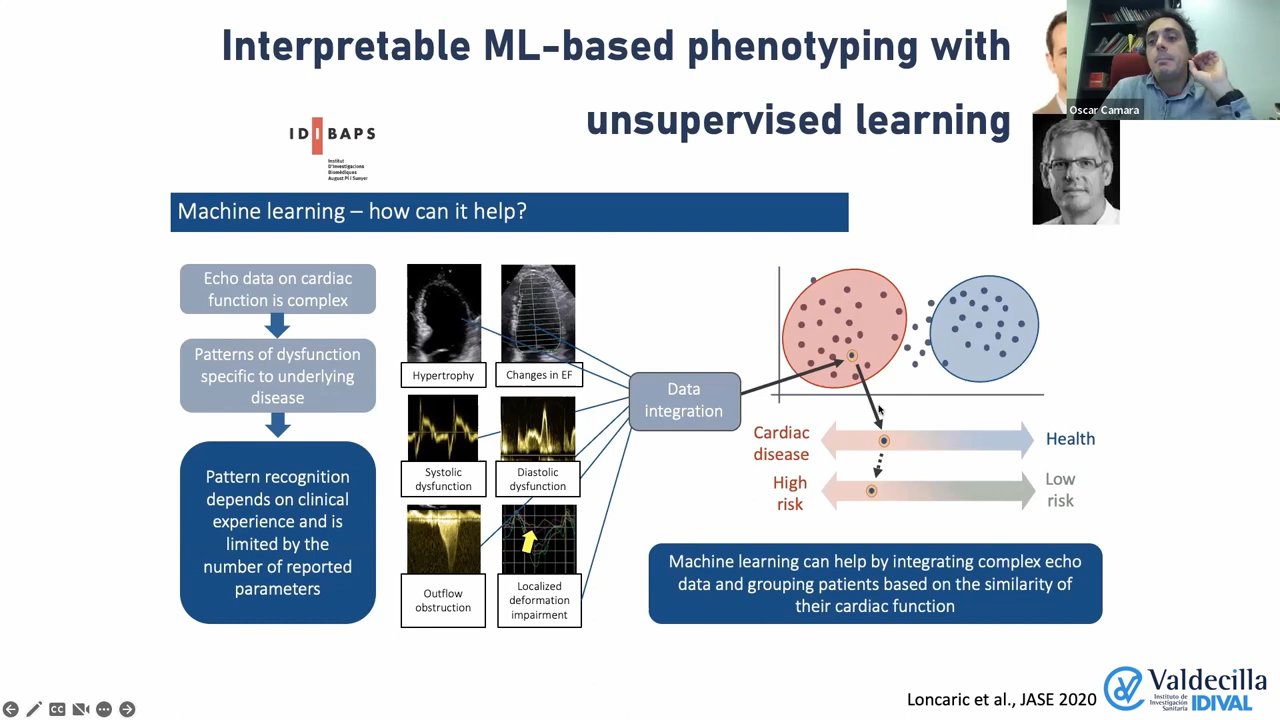 Interpretable ML-based phenotyping with
unsupervised learning
Oscar Camara
IDIBAPS
Institut
D'Investigacions
Biomèdiques
August Pi i Sunyer
Machine learning – how can it help?
Echo data on cardiac
function is complex
Patterns of dysfunction
specific to underlying
disease
Pattern recognition
depends on clinical
experience and is
limited by the
number of reported
parameters
Hypertrophy
Changes in EF
Systolic
dysfunction
Diastolic
dysfunction
Outflow
obstruction
Localized
deformation
impairment
Data
integration
Cardiac
disease
Health
High
risk
Low
risk
Machine learning can help by integrating complex echo
data and grouping patients based on the similarity of
their cardiac function
Loncaric et al., JASE 2020
Valdecilla
Instituto de
Investigación
Sanitaria
IDIVAL
CC